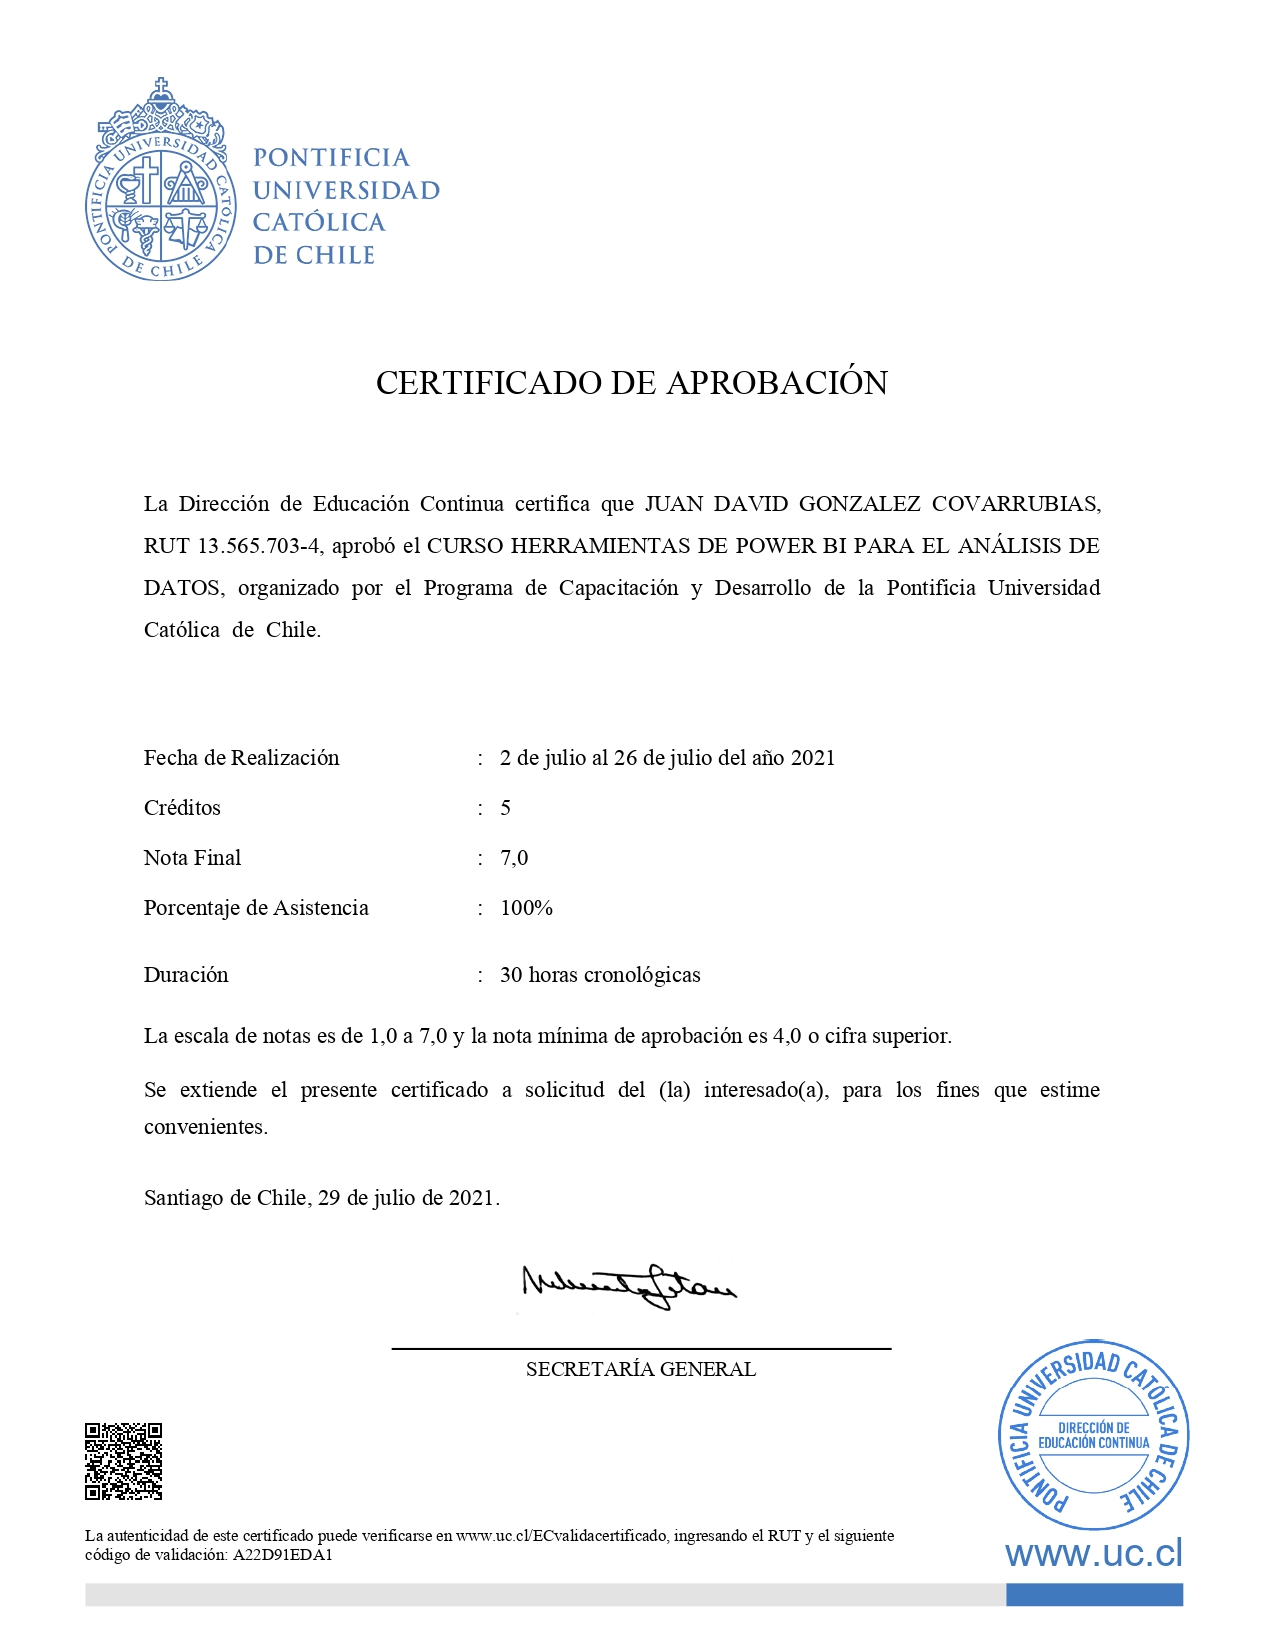 PONTIFICIA UNIVERSIDAD CATÓLICA DE CHILE
PONTIFICIA
UNIVERSIDAD
CATÓLICA
DE CHILE
CERTIFICADO DE APROBACIÓN
La Dirección de Educación Continua certifica que JUAN DAVID GONZALEZ COVARRUBIAS,
RUT 13.565.703-4, aprobó el CURSO HERRAMIENTAS DE POWER BI PARA EL ANÁLISIS DE
DATOS, organizado por el Programa de Capacitación y Desarrollo de la Pontificia Universidad
Católica de Chile.
Fecha de Realización : 2 de julio al 26 de julio del año 2021
Créditos : 5
Nota Final : 7,0
Porcentaje de Asistencia : 100%
Duración : 30 horas cronológicas
La escala de notas es de 1,0 a 7,0 y la nota mínima de aprobación es 4,0 o cifra superior.
Se extiende el presente certificado a solicitud del (la) interesado(a), para los fines que estime
convenientes.
Santiago de Chile, 29 de julio de 2021.
SECRETARÍA GENERAL
PONTIFICIA UNIVERSIDAD CATÓLICA DE CHILE
DIRECCIÓN DE
EDUCACIÓN CONTINUA
La autenticidad de este certificado puede verificarse en www.uc.cl/ECvalidacertificado, ingresando el RUT y el siguiente
código de validación: A22D91EDA1
www.uc.cl